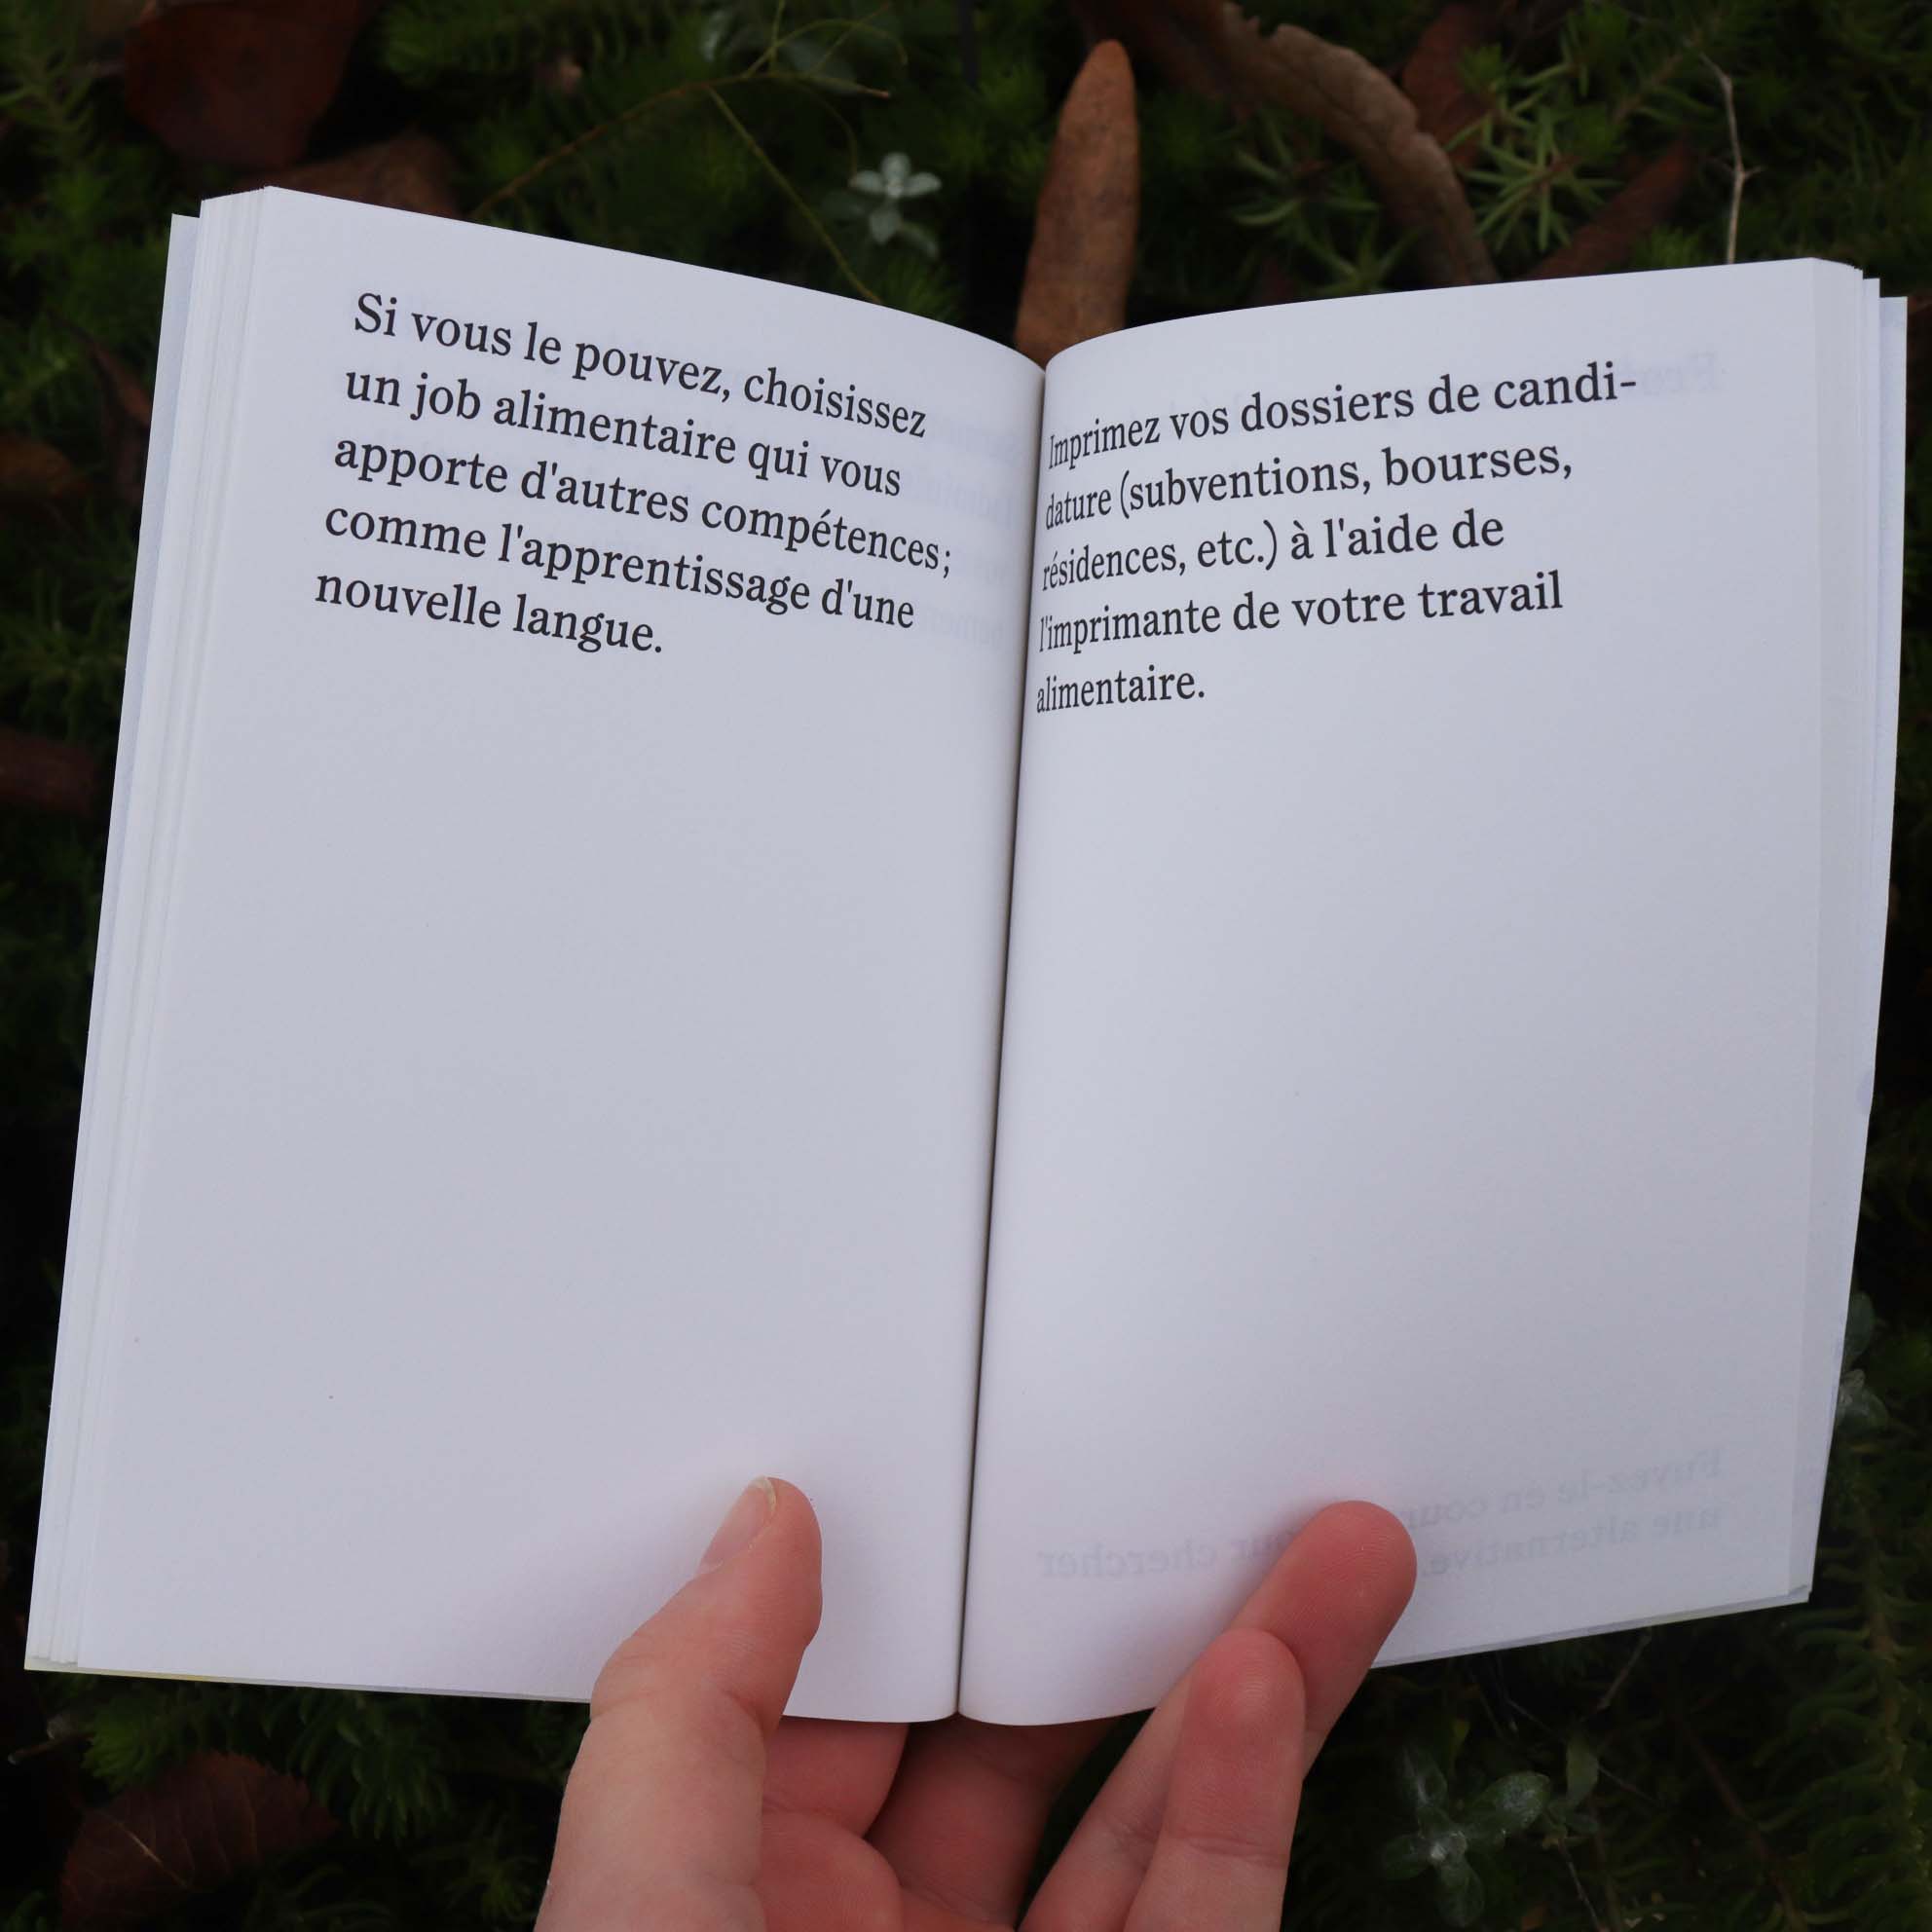 Si vous le pouvez, choisissez
un job alimentaire qui vous
apporte d'autres compétences;
comme l'apprentissage d'une
nouvelle langue.
Imprimez vos dossiers de candi-
dature (subventions, bourses,
résidences, etc.) à l'aide de
l'imprimante de votre travail
alimentaire.